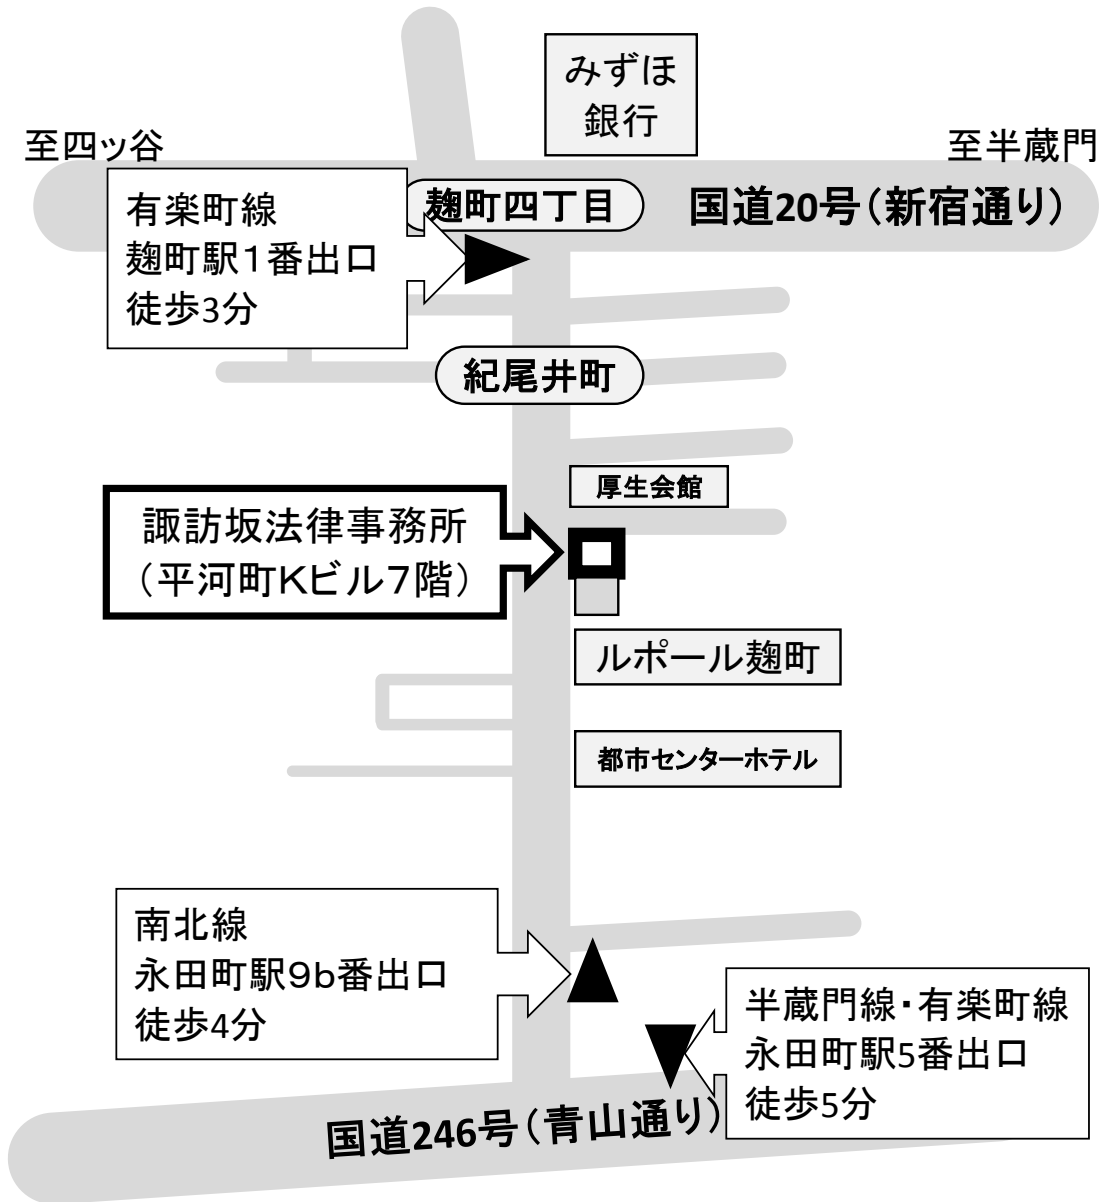 みずほ
銀行
至四ッ谷
至半蔵門
有楽町線
麹町駅1番出口
徒歩3分
麹町四丁目
国道20号(新宿通り)
紀尾井町
厚生会館
諏訪坂法律事務所
(平河町Kビル7階)
ルポール麹町
都市センターホテル
南北線
永田町駅9b番出口
徒歩4分
半蔵門線・有楽町線
永田町駅5番出口
徒歩5分
国道246号(青山通り)